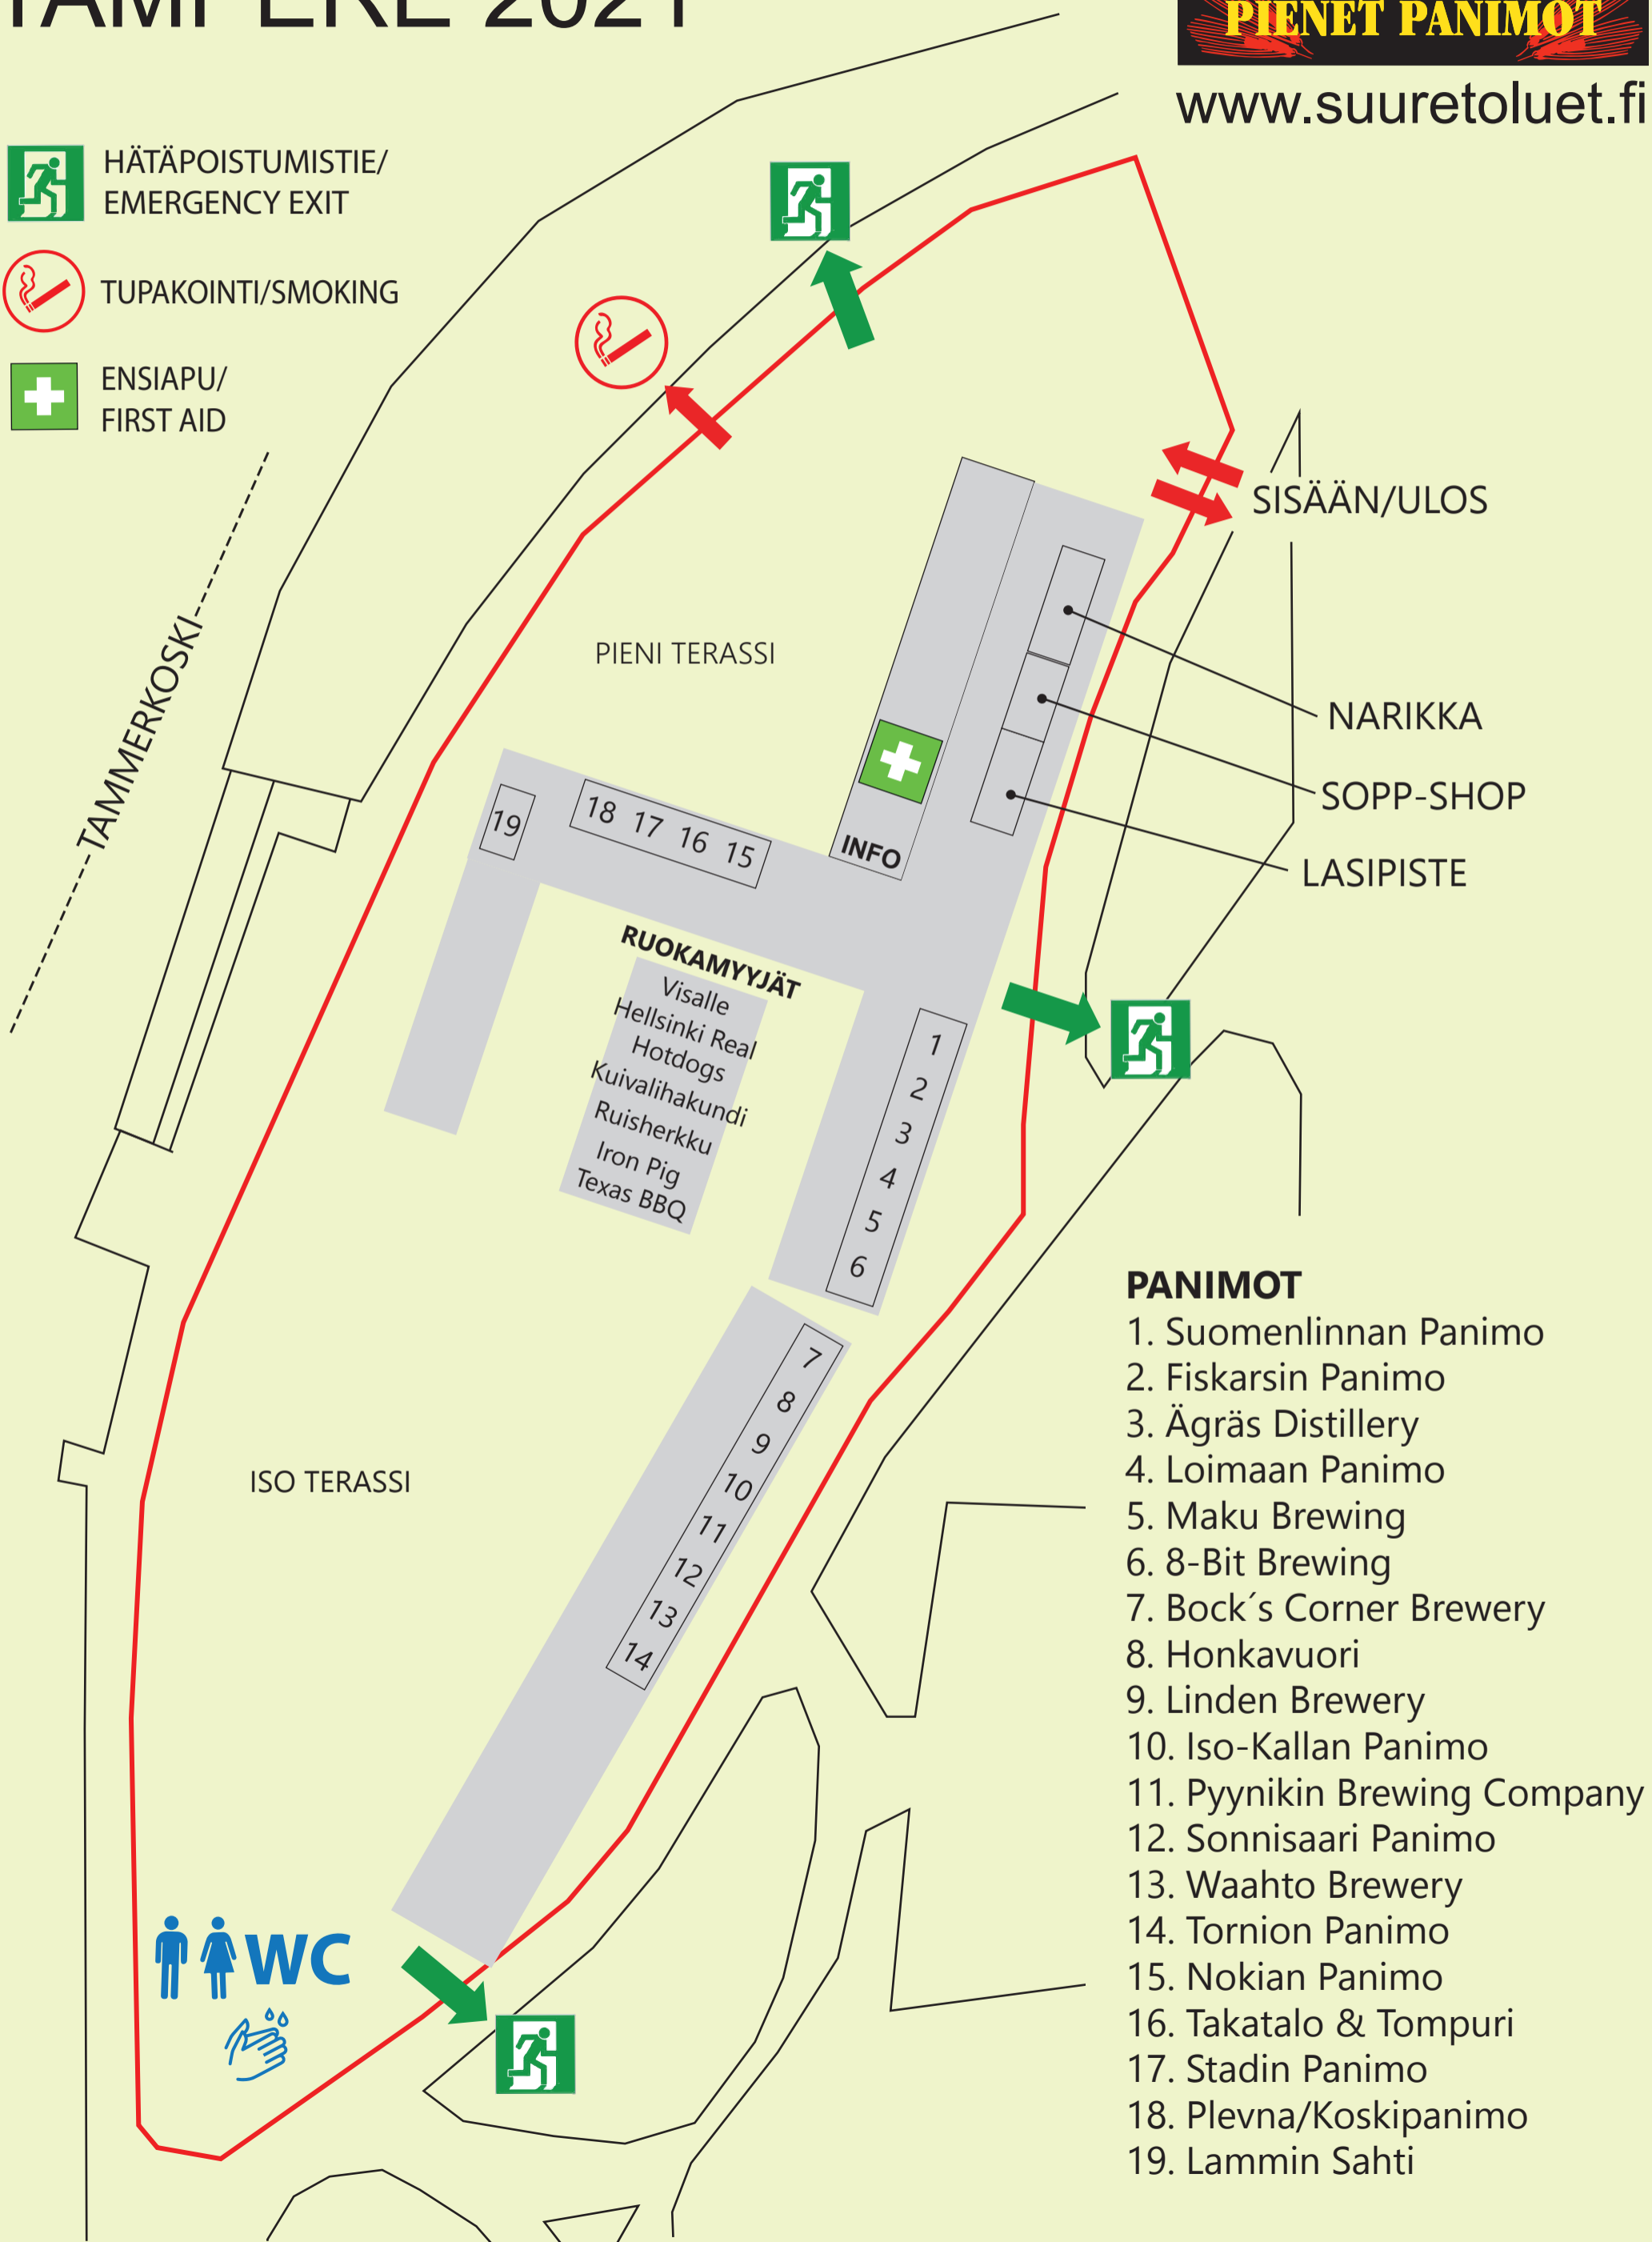 TAMPERE 2021
PIENET PANIMOT
www.suuretoluet.fi
HÄTÄPOISTUMISTIE/
EMERGENCY EXIT
TUPAKOINTI/SMOKING
ENSIAPU/
FIRST AID
TAMMERKOSKI
SISÄÄN/ULOS
PIENI TERASSI
NARIKKA
SOPP-SHOP
LASIPISTE
INFO
19
18 17 16 15
RUOKAMYYJÄT
Visalle
Hellsinki Real
Hotdogs
Kuivalihakundi
Ruisherkku
Iron Pig
Texas BBQ
1
2
3
4
5
6
7
8
9
10
11
12
13
14
ISO TERASSI
WC
PANIMOT
1. Suomenlinnan Panimo
2. Fiskarsin Panimo
3. Ägräs Distillery
4. Loimaan Panimo
5. Maku Brewing
6. 8-Bit Brewing
7. Bock´s Corner Brewery
8. Honkavuori
9. Linden Brewery
10. Iso-Kallan Panimo
11. Pyynikin Brewing Company
12. Sonnisaari Panimo
13. Waahto Brewery
14. Tornion Panimo
15. Nokian Panimo
16. Takatalo & Tompuri
17. Stadin Panimo
18. Plevna/Koskipanimo
19. Lammin Sahti